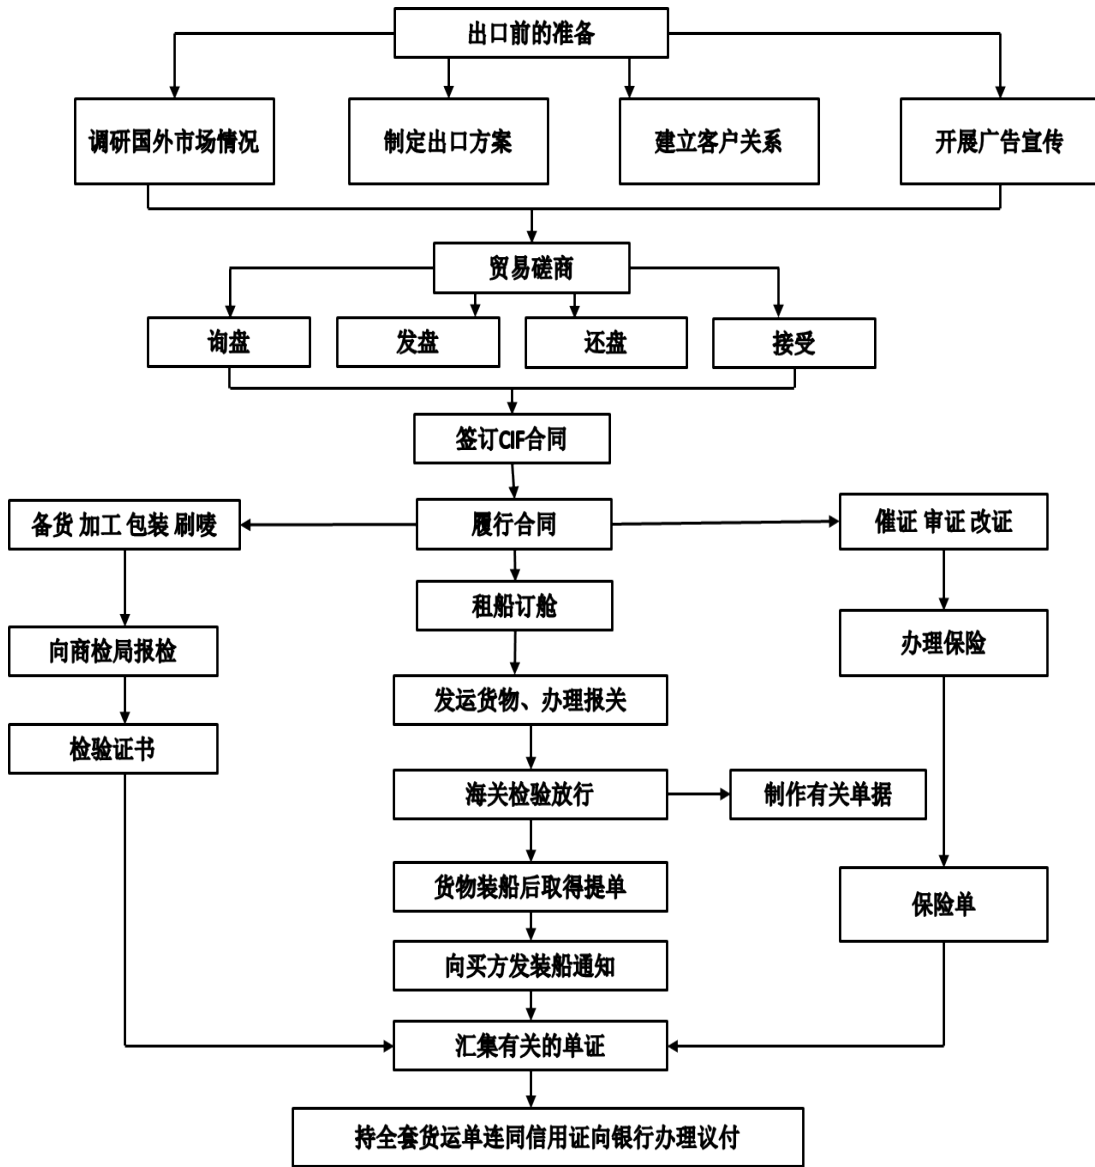 出口前的准备
调研国外市场情况
制定出口方案
建立客户关系
开展广告宣传
贸易磋商
询盘
发盘
还盘
接受
签订CIF合同
备货 加工 包装 刷唛
履行合同
催证 审证 改证
租船订舱
向商检局报检
办理保险
发运货物、办理报关
检验证书
海关检验放行
制作有关单据
货物装船后取得提单
保险单
向买方发装船通知
汇集有关的单证
持全套货运单连同信用证向银行办理议付